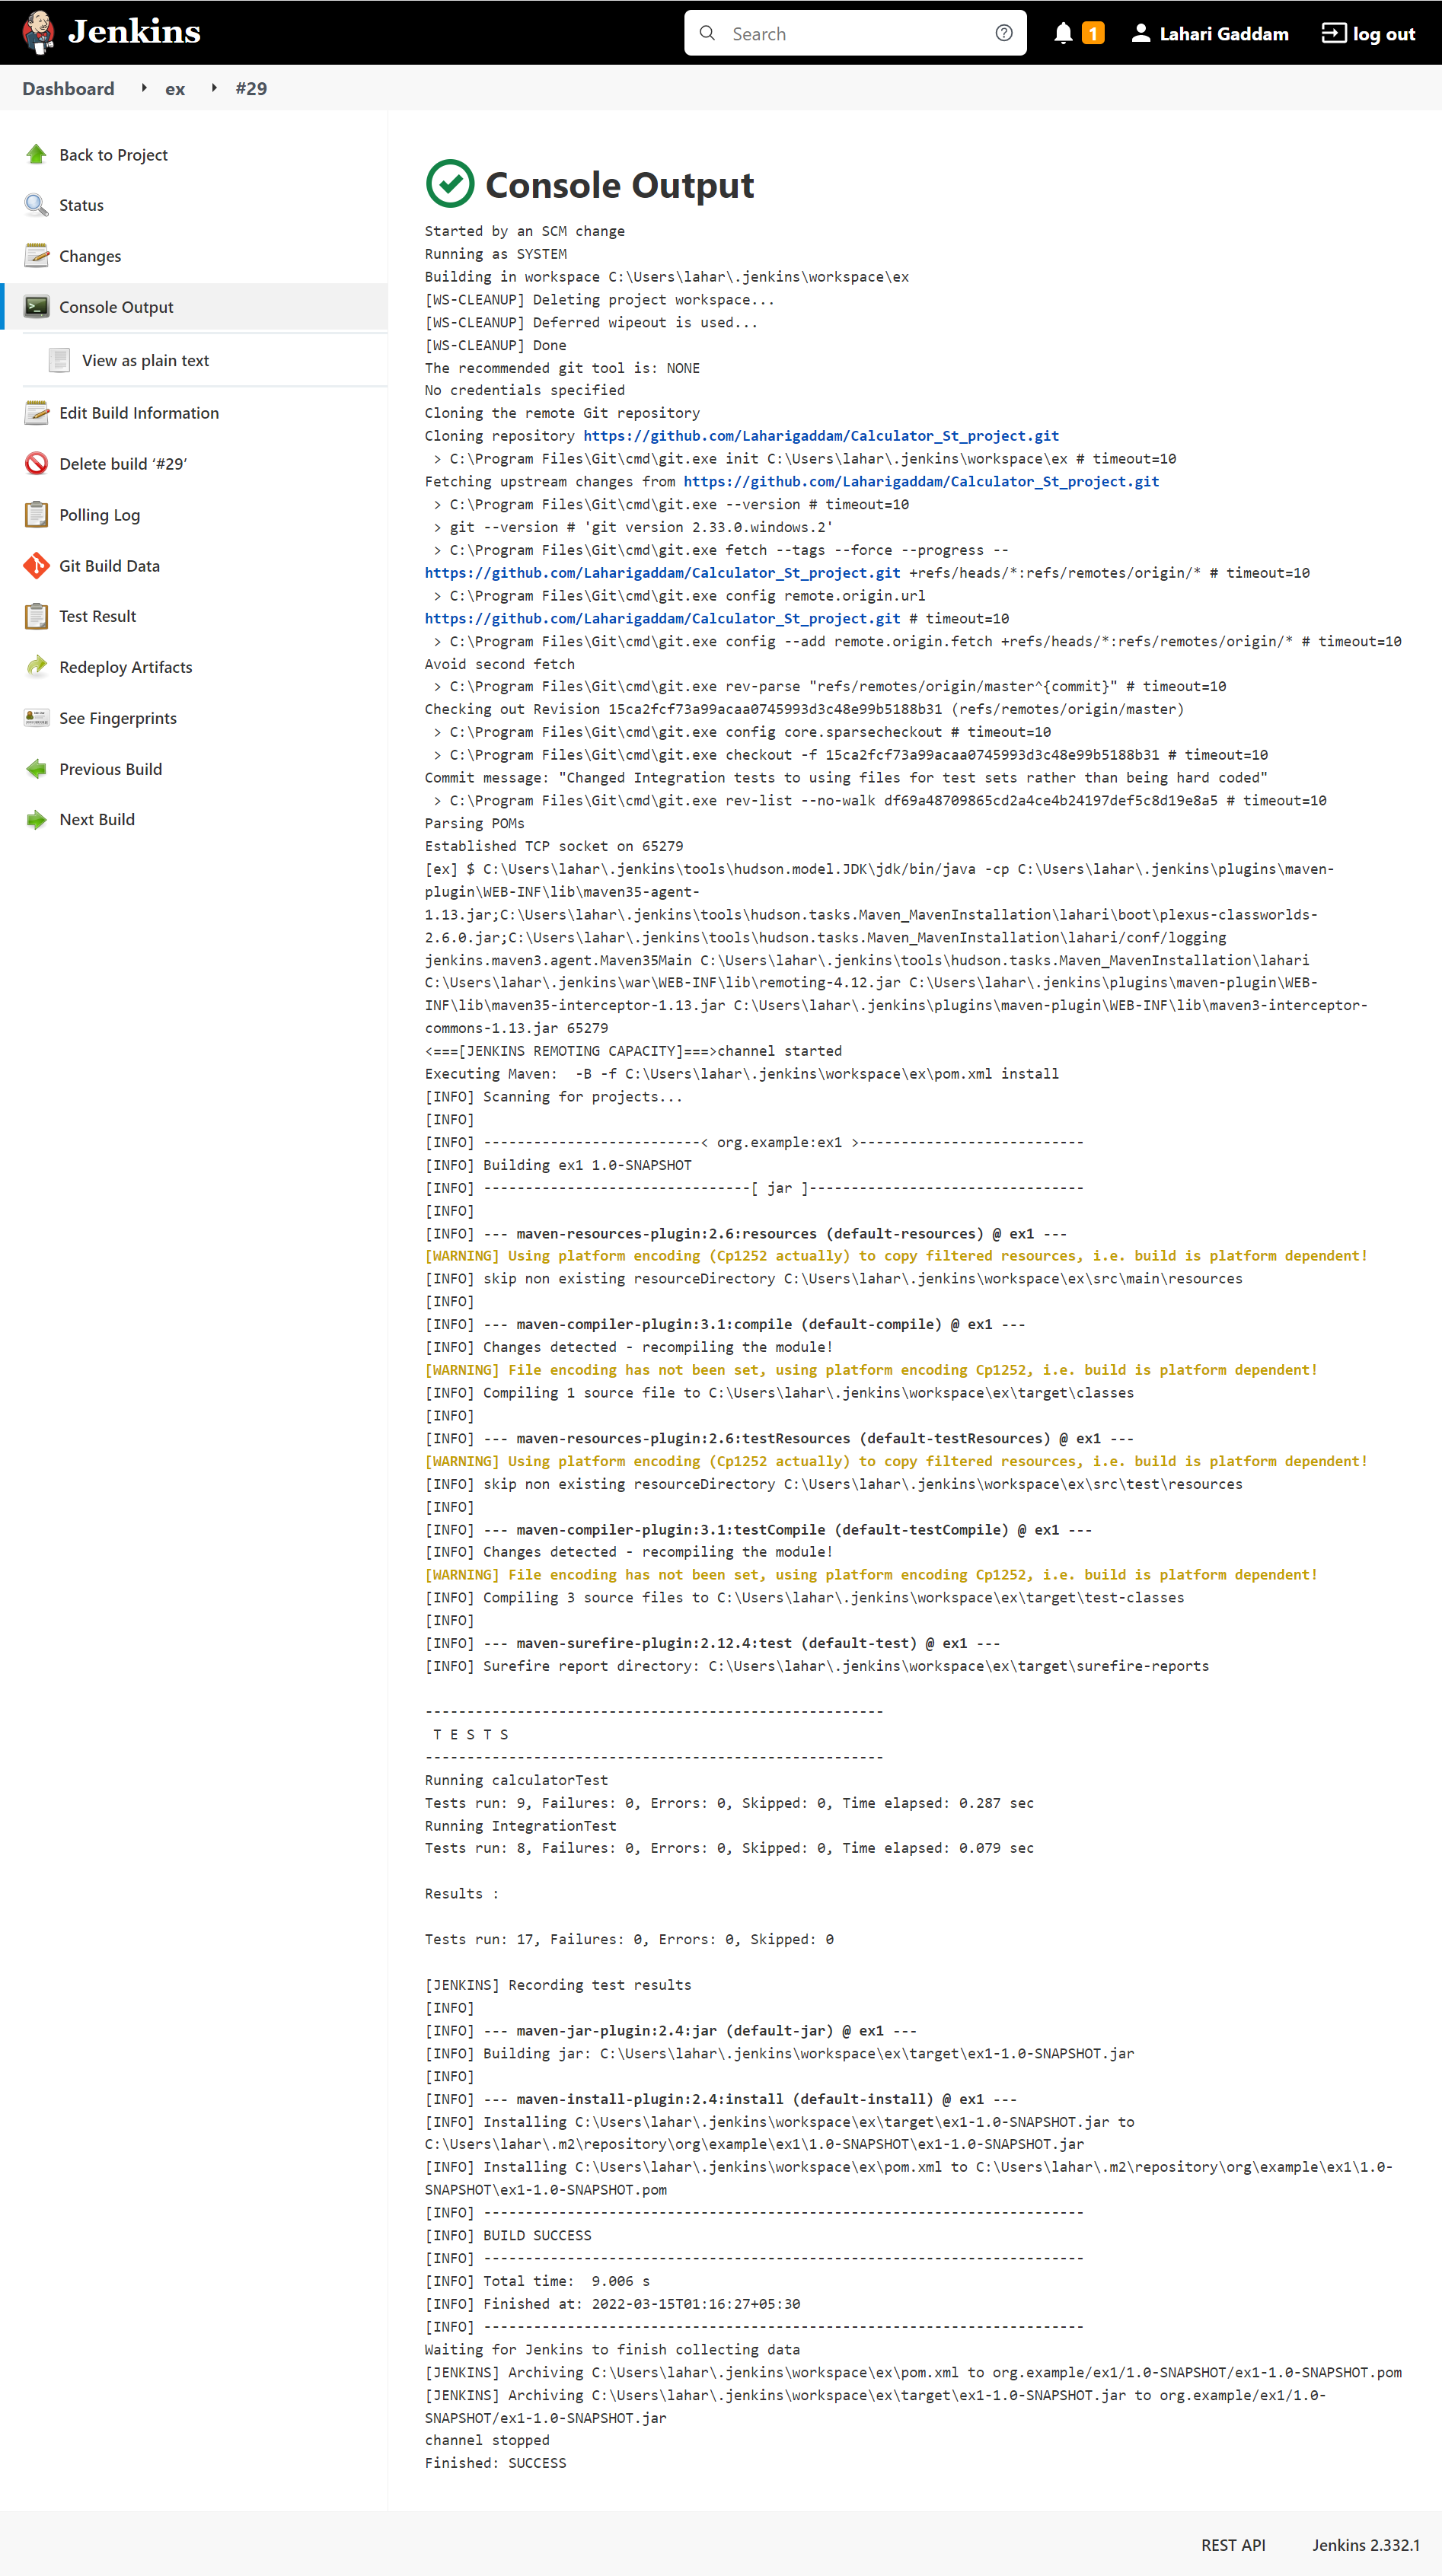 Jenkins
Search
1
Lahari Gaddam
log out
Dashboard
ex
#29
Back to Project
Status
Changes
Console Output
View as plain text
Edit Build Information
Delete build ‘#29’
Polling Log
Git Build Data
Test Result
Redeploy Artifacts
See Fingerprints
Previous Build
Next Build
Console Output
Started by an SCM change
Running as SYSTEM
Building in workspace C:\Users\lahar\.jenkins\workspace\ex
[WS-CLEANUP] Deleting project workspace...
[WS-CLEANUP] Deferred wipeout is used...
[WS-CLEANUP] Done
The recommended git tool is: NONE
No credentials specified
Cloning the remote Git repository
Cloning repository https://github.com/Laharigaddam/Calculator_St_project.git
 > C:\Program Files\Git\cmd\git.exe init C:\Users\lahar\.jenkins\workspace\ex # timeout=10
Fetching upstream changes from https://github.com/Laharigaddam/Calculator_St_project.git
 > C:\Program Files\Git\cmd\git.exe --version # timeout=10
 > git --version # 'git version 2.33.0.windows.2'
 > C:\Program Files\Git\cmd\git.exe fetch --tags --force --progress --
https://github.com/Laharigaddam/Calculator_St_project.git +refs/heads/*:refs/remotes/origin/* # timeout=10
 > C:\Program Files\Git\cmd\git.exe config remote.origin.url
https://github.com/Laharigaddam/Calculator_St_project.git # timeout=10
 > C:\Program Files\Git\cmd\git.exe config --add remote.origin.fetch +refs/heads/*:refs/remotes/origin/* # timeout=10
Avoid second fetch
 > C:\Program Files\Git\cmd\git.exe rev-parse "refs/remotes/origin/master^{commit}" # timeout=10
Checking out Revision 15ca2fcf73a99acaa0745993d3c48e99b5188b31 (refs/remotes/origin/master)
 > C:\Program Files\Git\cmd\git.exe config core.sparsecheckout # timeout=10
 > C:\Program Files\Git\cmd\git.exe checkout -f 15ca2fcf73a99acaa0745993d3c48e99b5188b31 # timeout=10
Commit message: "Changed Integration tests to using files for test sets rather than being hard coded"
 > C:\Program Files\Git\cmd\git.exe rev-list --no-walk df69a48709865cd2a4ce4b24197def5c8d19e8a5 # timeout=10
Parsing POMs
Established TCP socket on 65279
[ex] $ C:\Users\lahar\.jenkins\tools\hudson.model.JDK\jdk/bin/java -cp C:\Users\lahar\.jenkins\plugins\maven-
plugin\WEB-INF\lib\maven35-agent-
1.13.jar;C:\Users\lahar\.jenkins\tools\hudson.tasks.Maven_MavenInstallation\lahari\boot\plexus-classworlds-
2.6.0.jar;C:\Users\lahar\.jenkins\tools\hudson.tasks.Maven_MavenInstallation\lahari/conf/logging
jenkins.maven3.agent.Maven35Main C:\Users\lahar\.jenkins\tools\hudson.tasks.Maven_MavenInstallation\lahari
C:\Users\lahar\.jenkins\war\WEB-INF\lib\remoting-4.12.jar C:\Users\lahar\.jenkins\plugins\maven-plugin\WEB-
INF\lib\maven35-interceptor-1.13.jar C:\Users\lahar\.jenkins\plugins\maven-plugin\WEB-INF\lib\maven3-interceptor-
commons-1.13.jar 65279
<===[JENKINS REMOTING CAPACITY]===>channel started
Executing Maven:  -B -f C:\Users\lahar\.jenkins\workspace\ex\pom.xml install
[INFO] Scanning for projects...
[INFO]
[INFO] --------------------------< org.example:ex1 >---------------------------
[INFO] Building ex1 1.0-SNAPSHOT
[INFO] --------------------------------[ jar ]---------------------------------
[INFO]
[INFO] --- maven-resources-plugin:2.6:resources (default-resources) @ ex1 ---
[WARNING] Using platform encoding (Cp1252 actually) to copy filtered resources, i.e. build is platform dependent!
[INFO] skip non existing resourceDirectory C:\Users\lahar\.jenkins\workspace\ex\src\main\resources
[INFO]
[INFO] --- maven-compiler-plugin:3.1:compile (default-compile) @ ex1 ---
[INFO] Changes detected - recompiling the module!
[WARNING] File encoding has not been set, using platform encoding Cp1252, i.e. build is platform dependent!
[INFO] Compiling 1 source file to C:\Users\lahar\.jenkins\workspace\ex\target\classes
[INFO]
[INFO] --- maven-resources-plugin:2.6:testResources (default-testResources) @ ex1 ---
[WARNING] Using platform encoding (Cp1252 actually) to copy filtered resources, i.e. build is platform dependent!
[INFO] skip non existing resourceDirectory C:\Users\lahar\.jenkins\workspace\ex\src\test\resources
[INFO]
[INFO] --- maven-compiler-plugin:3.1:testCompile (default-testCompile) @ ex1 ---
[INFO] Changes detected - recompiling the module!
[WARNING] File encoding has not been set, using platform encoding Cp1252, i.e. build is platform dependent!
[INFO] Compiling 3 source files to C:\Users\lahar\.jenkins\workspace\ex\target\test-classes
[INFO]
[INFO] --- maven-surefire-plugin:2.12.4:test (default-test) @ ex1 ---
[INFO] Surefire report directory: C:\Users\lahar\.jenkins\workspace\ex\target\surefire-reports
-------------------------------------------------------
 T E S T S
-------------------------------------------------------
Running calculatorTest
Tests run: 9, Failures: 0, Errors: 0, Skipped: 0, Time elapsed: 0.287 sec
Running IntegrationTest
Tests run: 8, Failures: 0, Errors: 0, Skipped: 0, Time elapsed: 0.079 sec
Results :
Tests run: 17, Failures: 0, Errors: 0, Skipped: 0
[JENKINS] Recording test results
[INFO]
[INFO] --- maven-jar-plugin:2.4:jar (default-jar) @ ex1 ---
[INFO] Building jar: C:\Users\lahar\.jenkins\workspace\ex\target\ex1-1.0-SNAPSHOT.jar
[INFO]
[INFO] --- maven-install-plugin:2.4:install (default-install) @ ex1 ---
[INFO] Installing C:\Users\lahar\.jenkins\workspace\ex\target\ex1-1.0-SNAPSHOT.jar to
C:\Users\lahar\.m2\repository\org\example\ex1\1.0-SNAPSHOT\ex1-1.0-SNAPSHOT.jar
[INFO] Installing C:\Users\lahar\.jenkins\workspace\ex\pom.xml to C:\Users\lahar\.m2\repository\org\example\ex1\1.0-
SNAPSHOT\ex1-1.0-SNAPSHOT.pom
[INFO] ------------------------------------------------------------------------
[INFO] BUILD SUCCESS
[INFO] ------------------------------------------------------------------------
[INFO] Total time:  9.006 s
[INFO] Finished at: 2022-03-15T01:16:27+05:30
[INFO] ------------------------------------------------------------------------
Waiting for Jenkins to finish collecting data
[JENKINS] Archiving C:\Users\lahar\.jenkins\workspace\ex\pom.xml to org.example/ex1/1.0-SNAPSHOT/ex1-1.0-SNAPSHOT.pom
[JENKINS] Archiving C:\Users\lahar\.jenkins\workspace\ex\target\ex1-1.0-SNAPSHOT.jar to org.example/ex1/1.0-
SNAPSHOT/ex1-1.0-SNAPSHOT.jar
channel stopped
Finished: SUCCESS
REST API
Jenkins 2.332.1